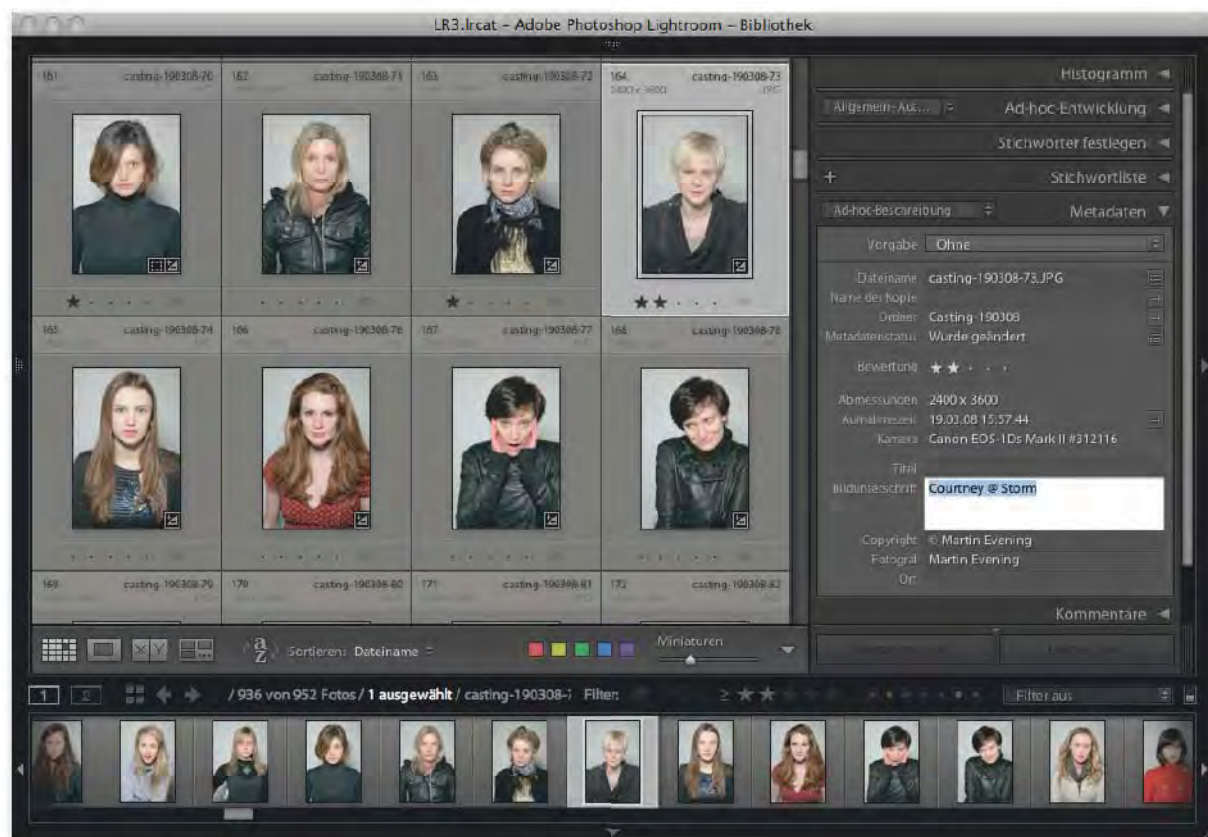 LR3.lrcat – Adobe Photoshop Lightroom – Bibliothek
161 casting-190308-70
162 casting-190308-71
163 casting-190308-72
164 casting-190308-73
2400 x 3600 JPG
165 casting-190308-74
166 casting-190308-76
167 casting-190308-77
168 casting-190308-78
169 casting-190308-79
170 casting-190308-80
171 casting-190308-81
172 casting-190308-82
Sortieren: Dateiname
Miniaturen
Histogramm
Allgemein-Aut... Ad-hoc-Entwicklung
Stichwörter festlegen
+ Stichwortliste
Ad-hoc-Beschreibung Metadaten
Vorgabe Ohne
Dateiname casting-190308-73.JPG
Name der Kopie
Ordner Casting-190308
Metadatenstatus Wurde geändert
Bewertung
Abmessungen 2400 x 3600
Aufnahmezeit 19.03.08 15:57:44
Kamera Canon EOS-1Ds Mark II #312116
Titel
Bildunterschrift Courtney @ Storm
Copyright © Martin Evening
Fotograf Martin Evening
Ort
Kommentare
1 2 / 936 von 952 Fotos / 1 ausgewählt / casting-190308-7 Filter: ≥ Filter aus